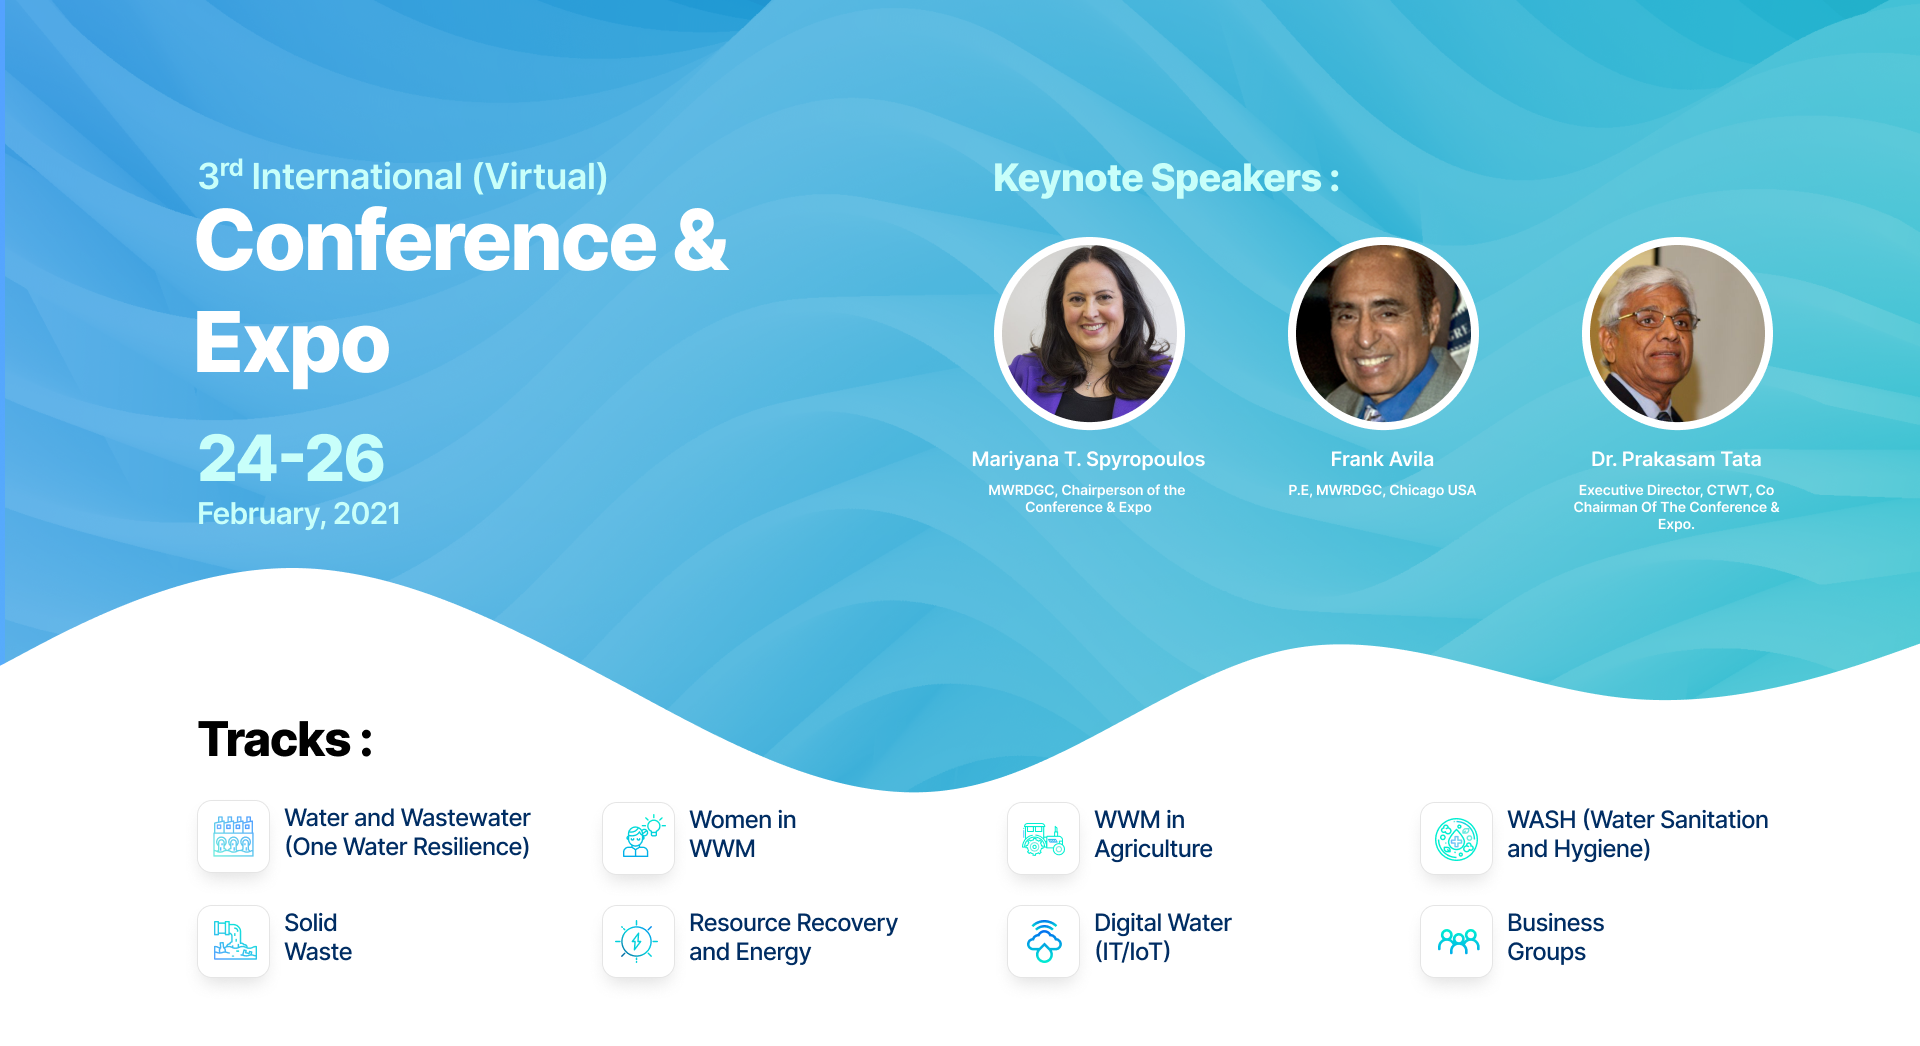 3rd International (Virtual)
Conference &
Expo
24-26
February, 2021
Keynote Speakers :
GRE
Mariyana T. Spyropoulos
MWRDGC, Chairperson of the
Conference & Expo
Frank Avila
P.E, MWRDGC, Chicago USA
Dr. Prakasam Tata
Executive Director, CTWT, Co
Chairman Of The Conference &
Expo.
Tracks :
Water and Wastewater
(One Water Resilience)
Women in
WWM
WWM in
Agriculture
WASH (Water Sanitation
and Hygiene)
Solid
Waste
Resource Recovery
and Energy
Digital Water
(IT/IoT)
Business
Groups